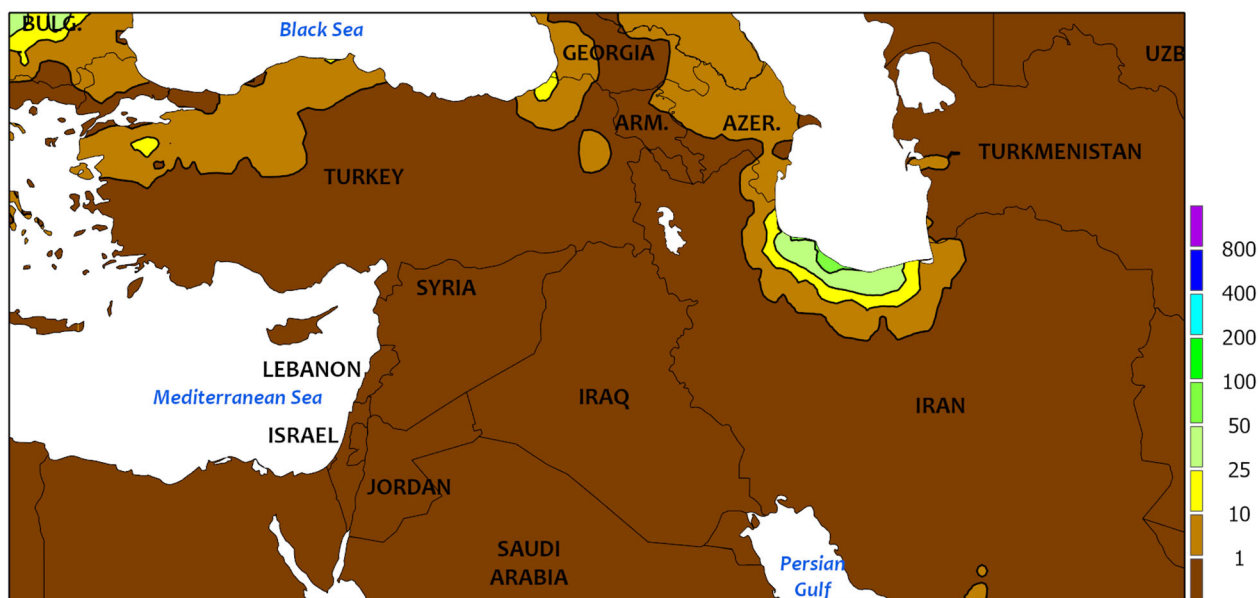 BULG.
Black Sea
GEORGIA
UZB
ARM.
AZER.
TURKMENISTAN
TURKEY
SYRIA
LEBANON
Mediterranean Sea
IRAQ
IRAN
ISRAEL
JORDAN
SAUDI
ARABIA
Persian
Gulf
800
400
200
100
50
25
10
1